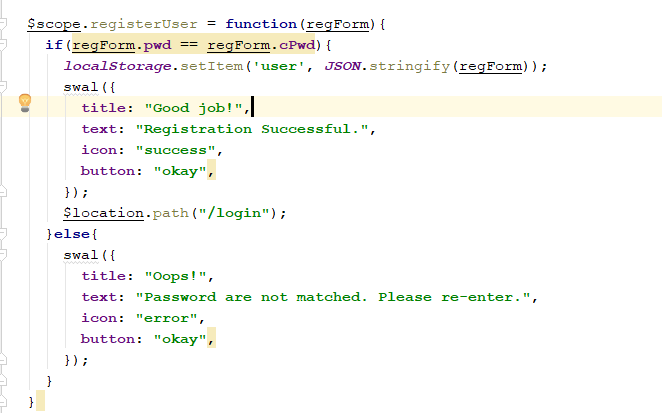 $scope.registerUser = function(regForm){
if(regForm.pwd == regForm.cPwd){
localStorage.setItem('user', JSON.stringify(regForm));
swal({
title: "Good job!",
text: "Registration Successful.",
icon: "success",
button: "okay",
});
$location.path("/login");
}else{
swal({
title: "Oops!",
text: "Password are not matched. Please re-enter.",
icon: "error",
button: "okay",
});
}
}